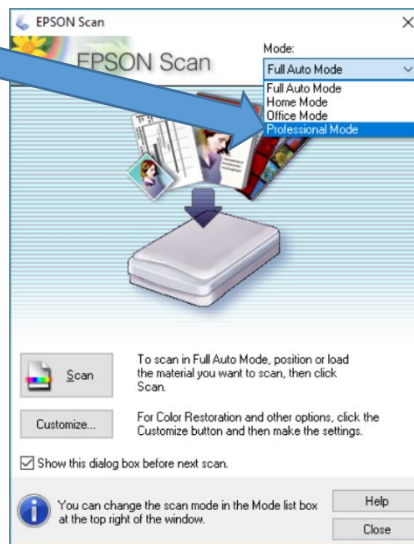 EPSON Scan
EPSON Scan
Mode:
Full Auto Mode
Full Auto Mode
Home Mode
Office Mode
Professional Mode
Scan
To scan in Full Auto Mode, position or load
the material you want to scan, then click
Scan.
Customize...
For Color Restoration and other options, click the
Customize button and then make the settings.
Show this dialog box before next scan.
You can change the scan mode in the Mode list box
at the top right of the window.
Help
Close